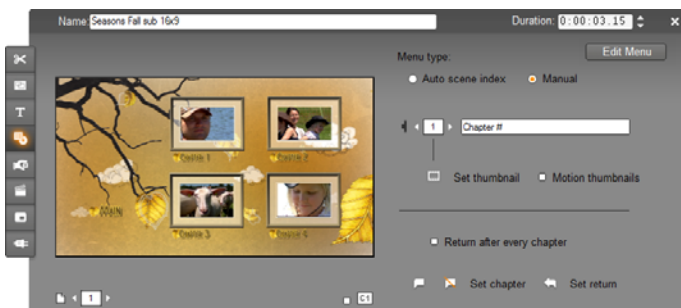 Name: Seasons Fall sub 16x9
Duration: 0:00:03.15
Menu type:
Edit Menu
Auto scene index
Manual
T
1
Chapter #
Set thumbnail
Motion thumbnails
Return after every chapter
1
C1
Set chapter
Set return